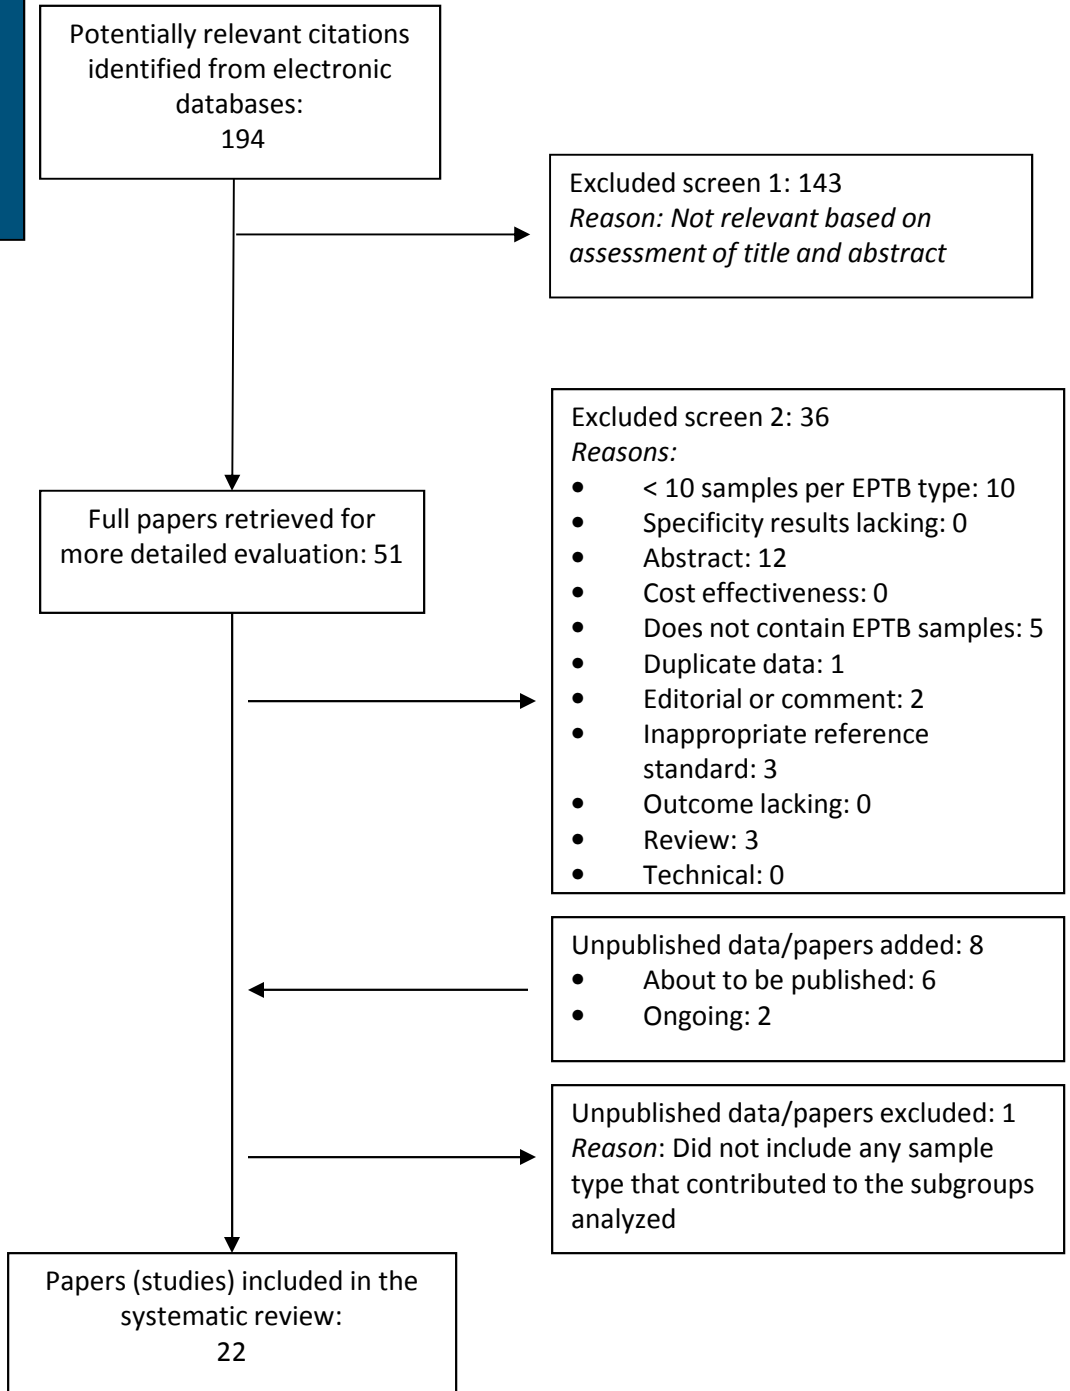 Potentially relevant citations
identified from electronic
databases:
194
Excluded screen 1: 143
Reason: Not relevant based on
assessment of title and abstract
Full papers retrieved for
more detailed evaluation: 51
Excluded screen 2: 36
Reasons:
• < 10 samples per EPTB type: 10
• Specificity results lacking: 0
• Abstract: 12
• Cost effectiveness: 0
• Does not contain EPTB samples: 5
• Duplicate data: 1
• Editorial or comment: 2
• Inappropriate reference
standard: 3
• Outcome lacking: 0
• Review: 3
• Technical: 0
Unpublished data/papers added: 8
• About to be published: 6
• Ongoing: 2
Unpublished data/papers excluded: 1
Reason: Did not include any sample
type that contributed to the subgroups
analyzed
Papers (studies) included in the
systematic review:
22